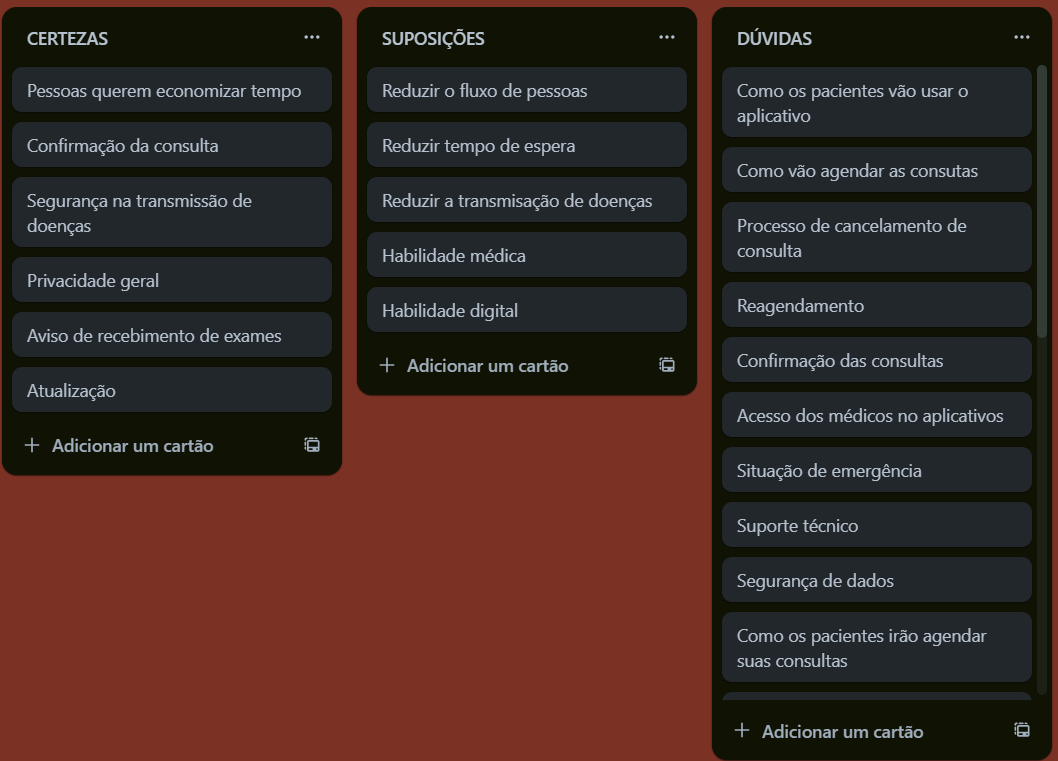 CERTEZAS
Pessoas querem economizar tempo
Confirmação da consulta
Segurança na transmissão de
doenças
Privacidade geral
Aviso de recebimento de exames
Atualização
Adicionar um cartão
SUPOSIÇÕES
Reduzir o fluxo de pessoas
Reduzir tempo de espera
Reduzir a transmisação de doenças
Habilidade médica
Habilidade digital
Adicionar um cartão
DÚVIDAS
Como os pacientes vão usar o
aplicativo
Como vão agendar as consutas
Processo de cancelamento de
consulta
Reagendamento
Confirmação das consultas
Acesso dos médicos no aplicativos
Situação de emergência
Suporte técnico
Segurança de dados
Como os pacientes irão agendar
suas consultas
Adicionar um cartão